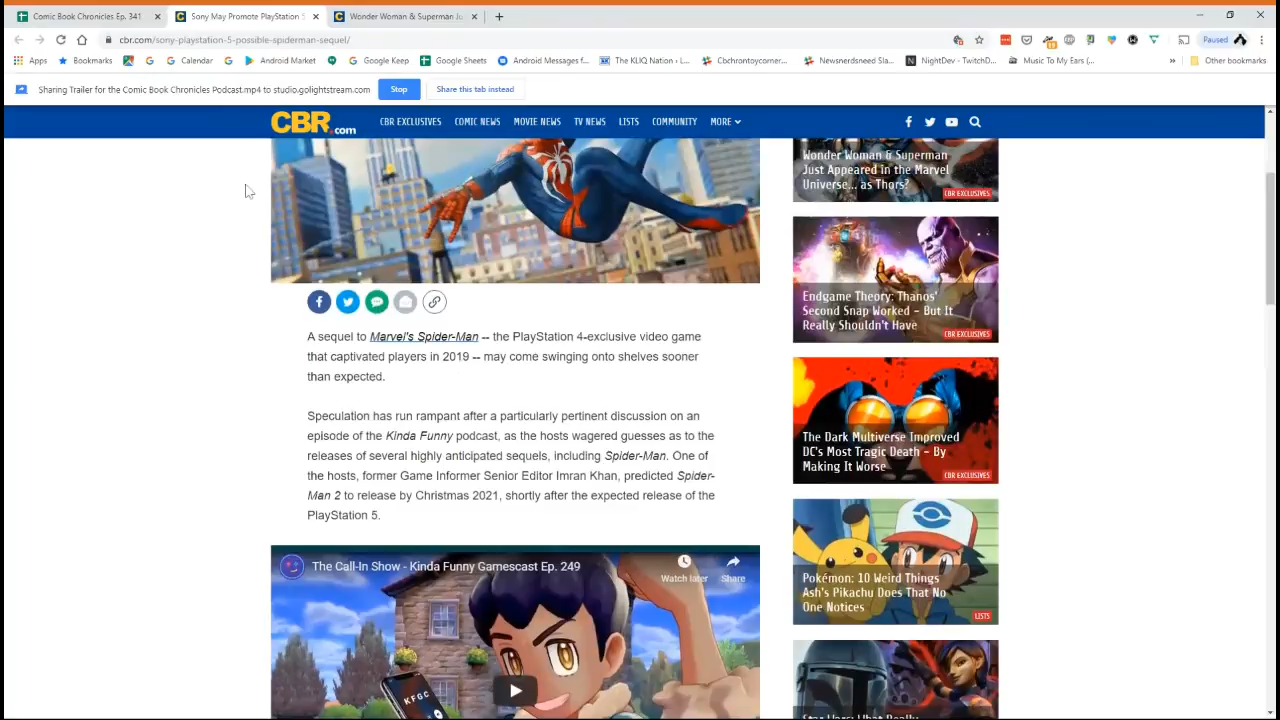 Comic Book Chronicles Ep. 341
Sony May Promote PlayStation 5
Wonder Woman & Superman Ju
cbr.com/sony-playstation-5-possible-spiderman-sequel/
Paused
Apps
Bookmarks
Calendar
Android Market
Google Keep
Google Sheets
Android Messages f...
The KLIQ Nation › L...
Cbchrontoycorner...
Newsnerdsneed Sla...
NightDev - TwitchD...
Music To My Ears (...
»
Other bookmarks
Sharing Trailer for the Comic Book Chronicles Podcast.mp4 to studio.golightstream.com
Stop
Share this tab instead
CBR.com
CBR EXCLUSIVES
COMIC NEWS
MOVIE NEWS
TV NEWS
LISTS
COMMUNITY
MORE
Wonder Woman & Superman
Just Appeared in the Marvel
Universe... as Thors?
CBR EXCLUSIVES
Endgame Theory: Thanos'
Second Snap Worked – But It
Really Shouldn't Have
CBR EXCLUSIVES
A sequel to Marvel's Spider-Man -- the PlayStation 4-exclusive video game
that captivated players in 2019 -- may come swinging onto shelves sooner
than expected.
Speculation has run rampant after a particularly pertinent discussion on an
episode of the Kinda Funny podcast, as the hosts wagered guesses as to the
releases of several highly anticipated sequels, including Spider-Man. One of
the hosts, former Game Informer Senior Editor Imran Khan, predicted Spider-
Man 2 to release by Christmas 2021, shortly after the expected release of the
PlayStation 5.
The Dark Multiverse Improved
DC's Most Tragic Death – By
Making It Worse
CBR EXCLUSIVES
Pokémon: 10 Weird Things
Ash's Pikachu Does That No
One Notices
LISTS
The Call-In Show - Kinda Funny Gamescast Ep. 249
Watch later
Share
KFGC
Star Wars: What Really